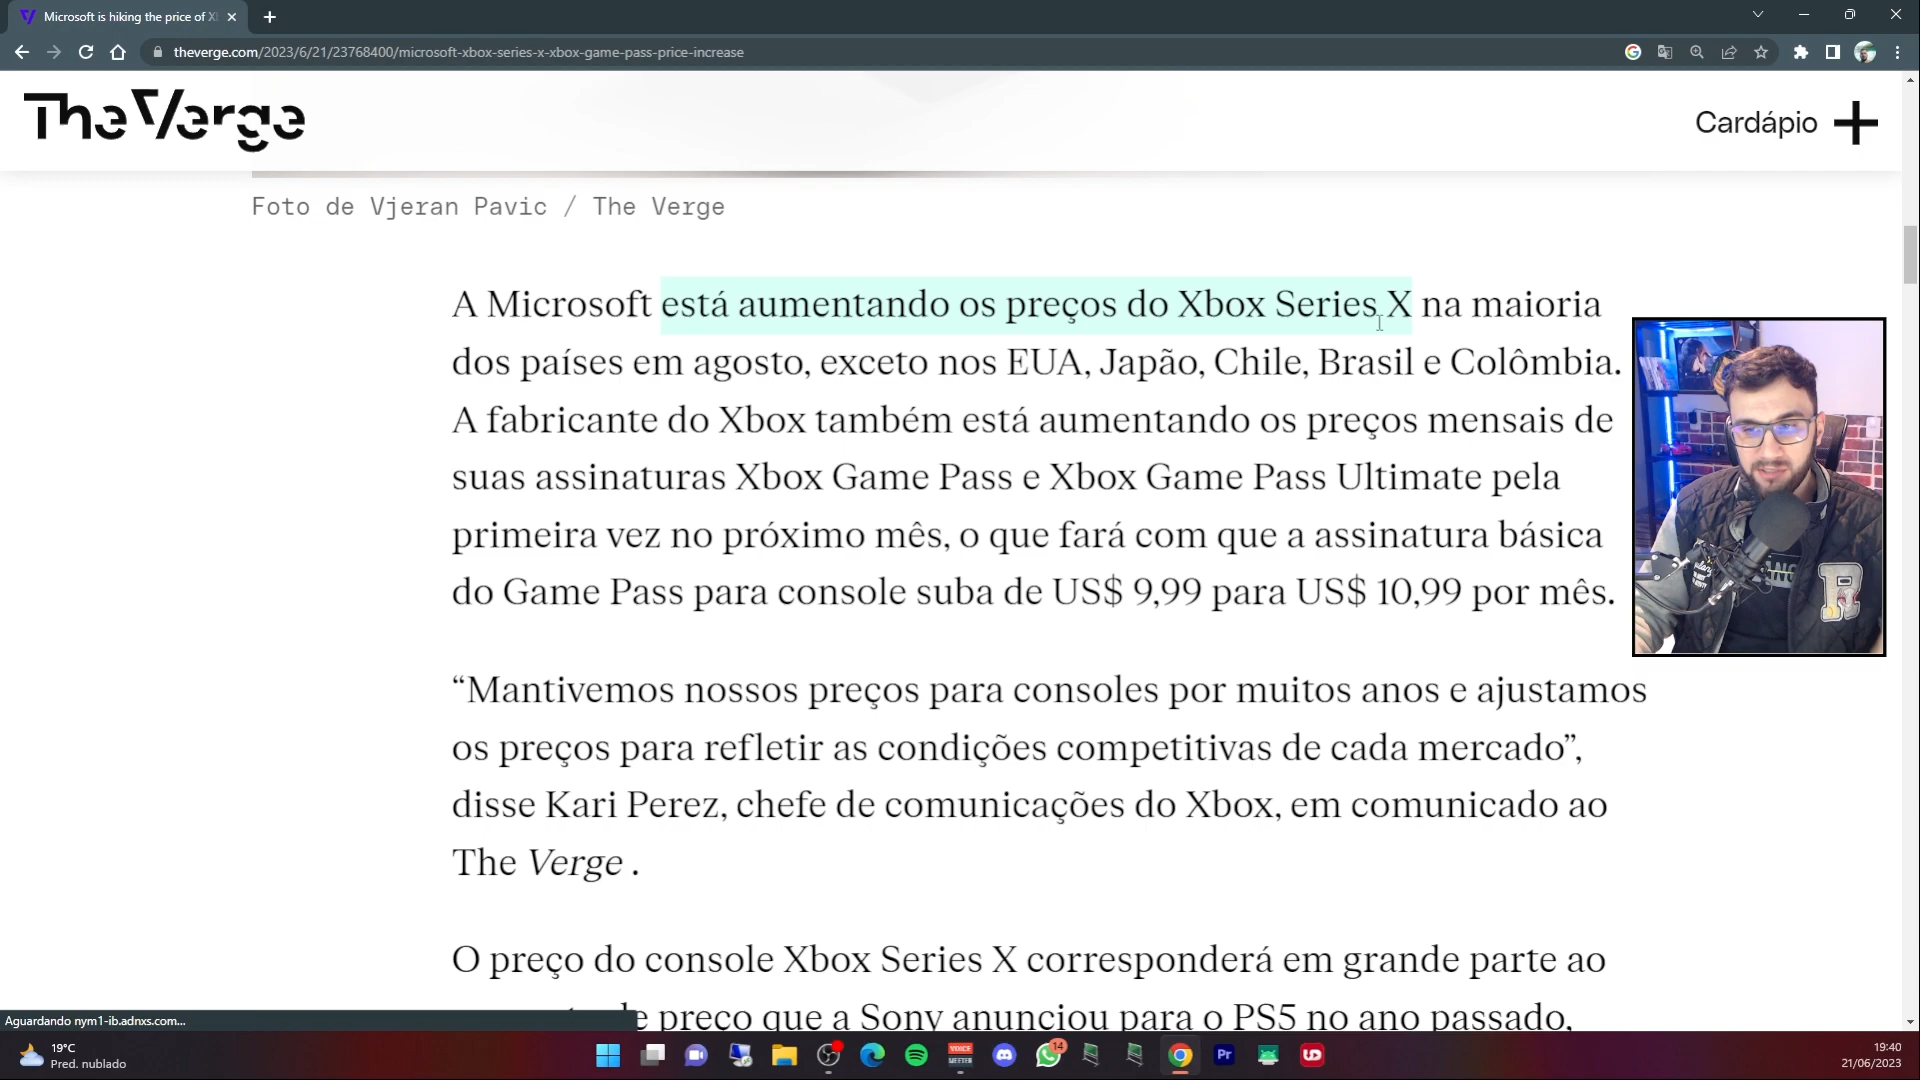 Microsoft is hiking the price of X
theverge.com/2023/6/21/23768400/microsoft-xbox-series-x-xbox-game-pass-price-increase
The Verge
Cardápio
Foto de Vjeran Pavic / The Verge
A Microsoft está aumentando os preços do Xbox Series X na maioria
dos países em agosto, exceto nos EUA, Japão, Chile, Brasil e Colômbia.
A fabricante do Xbox também está aumentando os preços mensais de
suas assinaturas Xbox Game Pass e Xbox Game Pass Ultimate pela
primeira vez no próximo mês, o que fará com que a assinatura básica
do Game Pass para console suba de US$ 9,99 para US$ 10,99 por mês.
“Mantivemos nossos preços para consoles por muitos anos e ajustamos
os preços para refletir as condições competitivas de cada mercado”,
disse Kari Perez, chefe de comunicações do Xbox, em comunicado ao
The Verge .
O preço do console Xbox Series X corresponderá em grande parte ao
preço que a Sony anunciou para o PS5 no ano passado,
Aguardando nym1-ib.adnxs.com...
19°C
Pred. nublado
VOICE
MEETER
14
Pr
19:40
21/06/2023
R